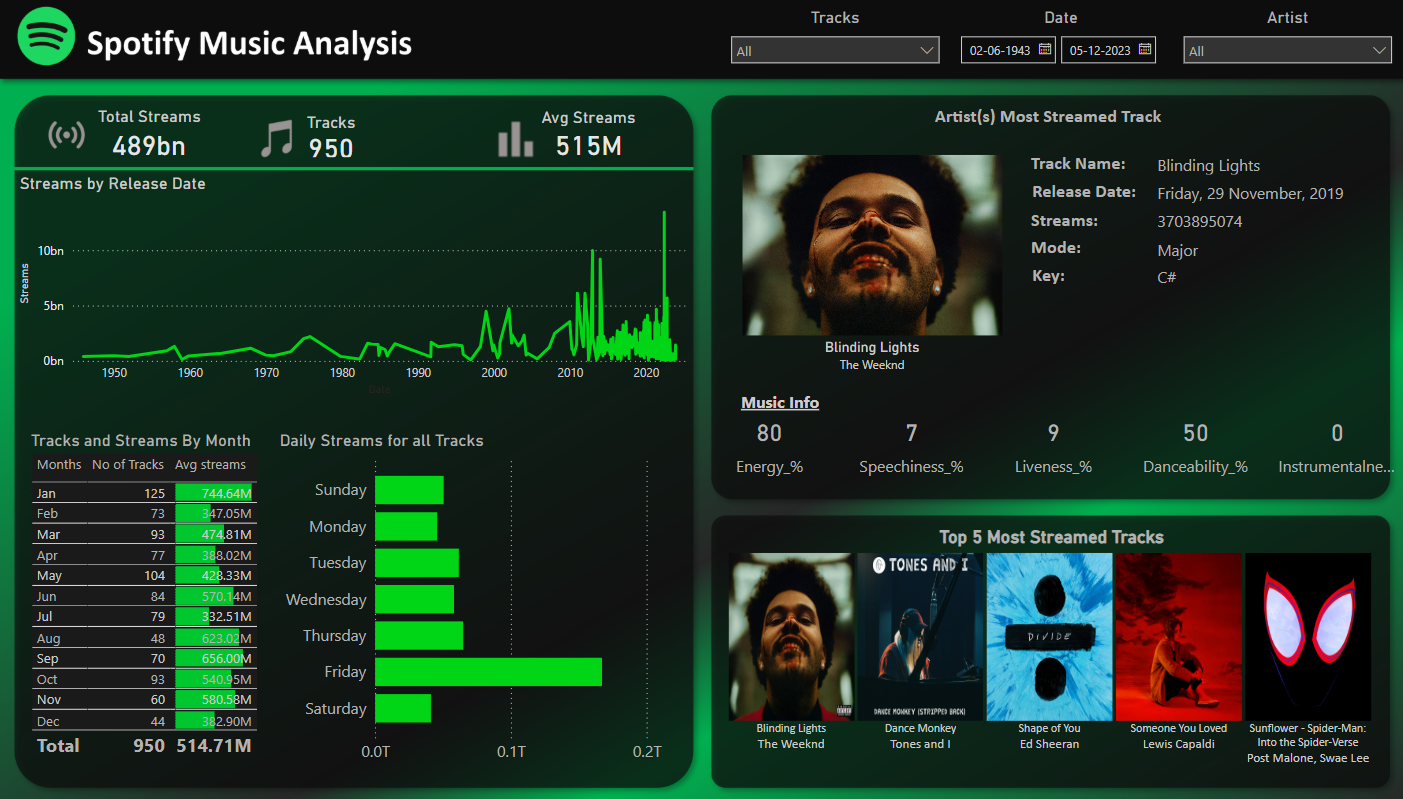 Spotify Music Analysis
Tracks
All
Date
02-06-1943
05-12-2023
Artist
All
Total Streams
489bn
Tracks
950
Avg Streams
515M
Streams by Release Date
Streams
10bn
5bn
0bn
1950 1960 1970 1980 1990 2000 2010 2020
Date
Tracks and Streams By Month
Months No of Tracks Avg streams
Jan 125 744.64M
Feb 73 347.05M
Mar 93 474.81M
Apr 77 388.02M
May 104 428.33M
Jun 84 570.14M
Jul 79 332.51M
Aug 48 623.02M
Sep 70 656.00M
Oct 93 540.95M
Nov 60 580.58M
Dec 44 382.90M
Total 950 514.71M
Daily Streams for all Tracks
Sunday
Monday
Tuesday
Wednesday
Thursday
Friday
Saturday
0.0T 0.1T 0.2T
Artist(s) Most Streamed Track
Blinding Lights
The Weeknd
Track Name: Blinding Lights
Release Date: Friday, 29 November, 2019
Streams: 3703895074
Mode: Major
Key: C#
Music Info
80 7 9 50 0
Energy_% Speechiness_% Liveness_% Danceability_% Instrumentalne...
Top 5 Most Streamed Tracks
TONES AND I
DANCE MONKEY (STRIPPED BACK)
DIVIDE
Blinding Lights
The Weeknd
Dance Monkey
Tones and I
Shape of You
Ed Sheeran
Someone You Loved
Lewis Capaldi
Sunflower - Spider-Man:
Into the Spider-Verse
Post Malone, Swae Lee